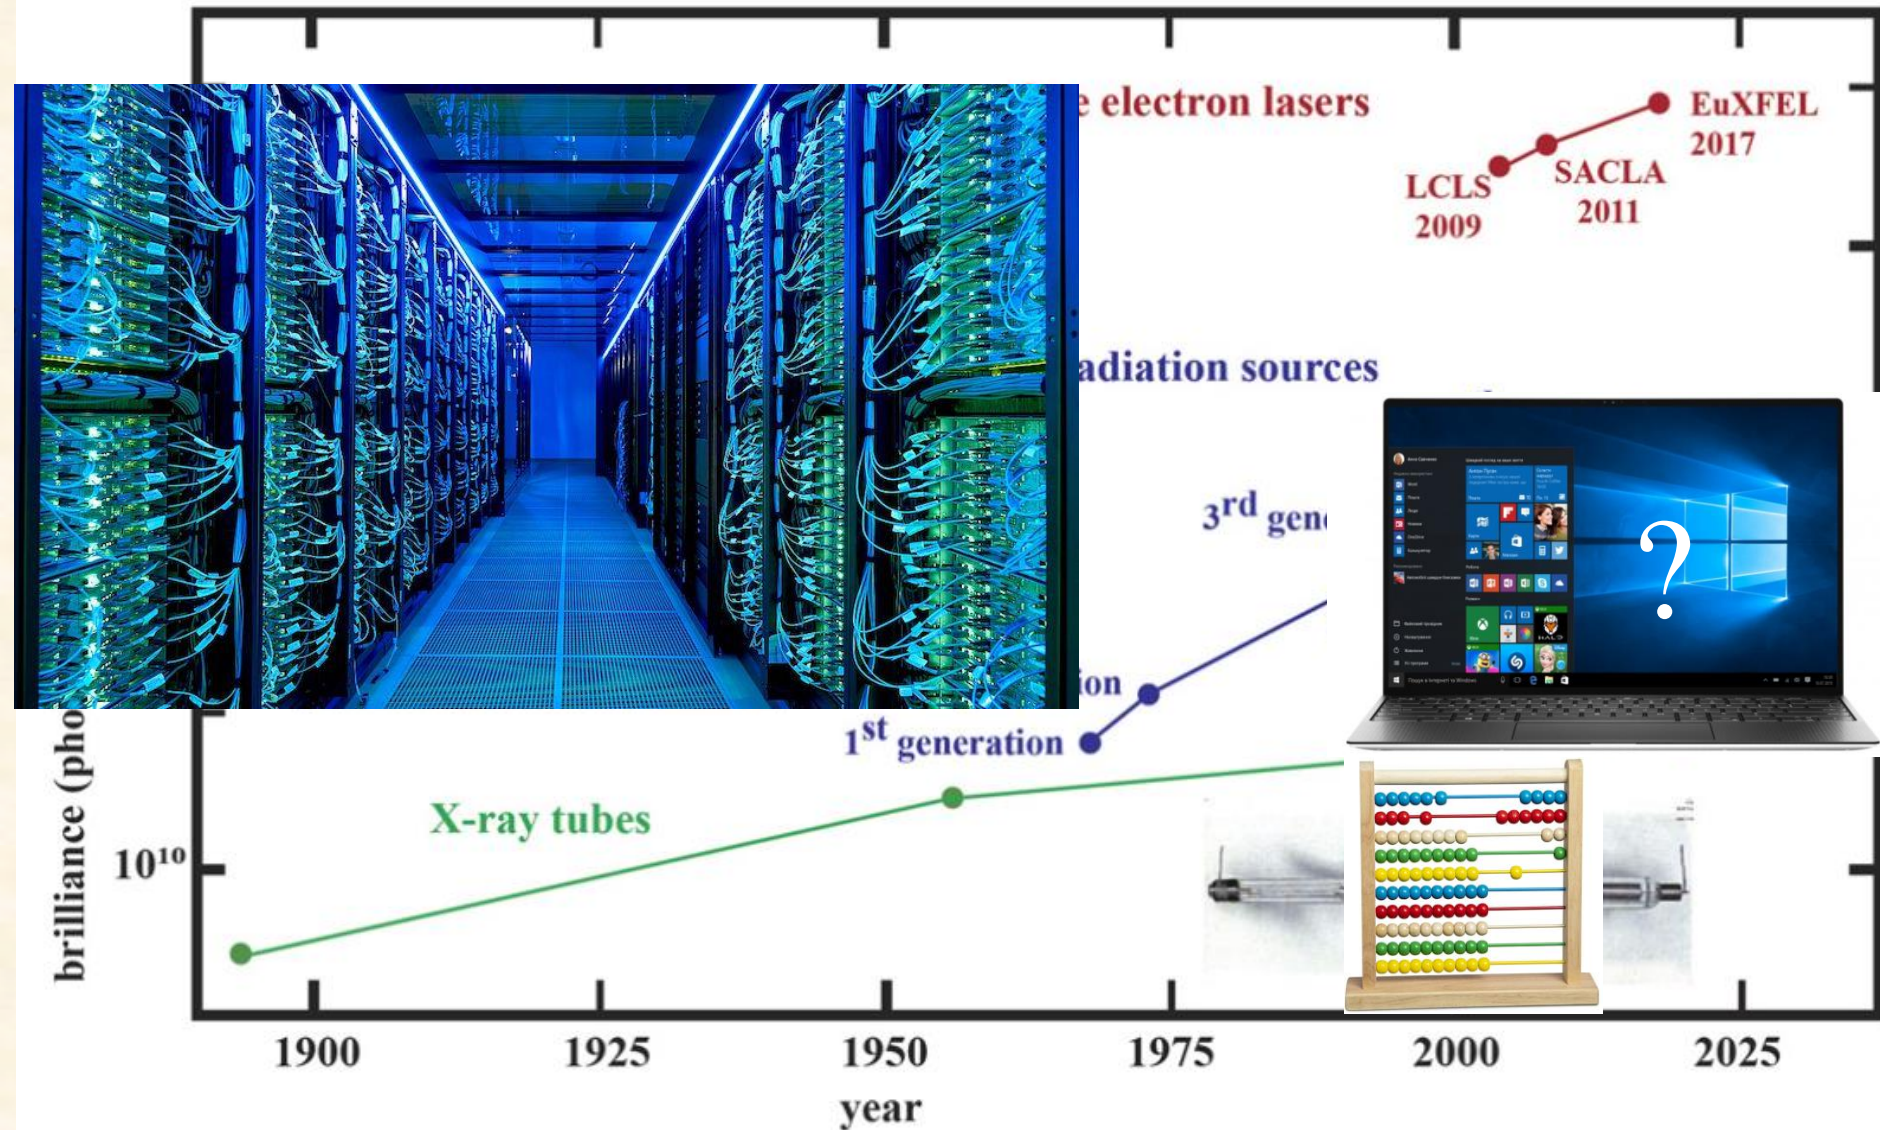 e electron lasers
EuXFEL
2017
LCLS
2009
SACLA
2011
adiation sources
3rd gen
?
ion
1st generation
X-ray tubes
10¹⁰
brilliance (pho
1900 1925 1950 1975 2000 2025
year